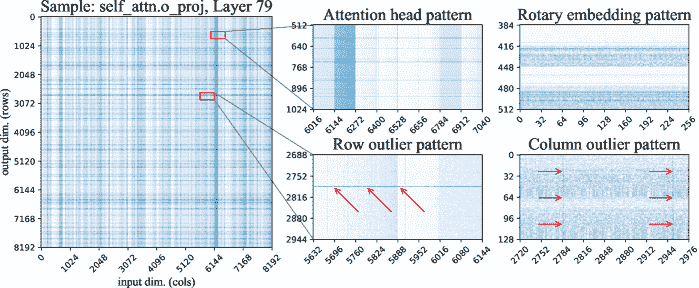 Sample: self_attn.o_proj, Layer 79
output dim. (rows)
0
1024
2048
3072
4096
5120
6144
7168
8192
0 1024 2048 3072 4096 5120 6144 7168 8192
input dim. (cols)
Attention head pattern
512
640
768
896
1024
6016 6144 6272 6400 6528 6656 6784 6912 7040
Rotary embedding pattern
384
416
448
480
512
0 32 64 96 128 160 192 224 256
Row outlier pattern
2688
2752
2816
2880
2944
5632 5696 5760 5824 5888 5952 6016 6080 6144
Column outlier pattern
0
32
64
96
128
2720 2752 2784 2816 2848 2880 2912 2944 2976